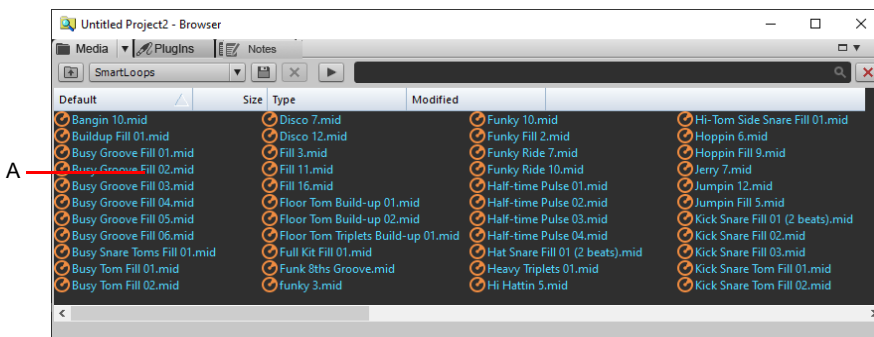 Untitled Project2 - Browser
Media PlugIns Notes
SmartLoops
Default Size Type Modified
Bangin 10.mid Disco 7.mid Funky 10.mid Hi-Tom Side Snare Fill 01.mid
Buildup Fill 01.mid Disco 12.mid Funky Fill 2.mid Hoppin 6.mid
Busy Groove Fill 01.mid Fill 3.mid Funky Ride 7.mid Hoppin Fill 9.mid
A Busy Groove Fill 02.mid Fill 11.mid Funky Ride 10.mid Jerry 7.mid
Busy Groove Fill 03.mid Fill 16.mid Half-time Pulse 01.mid Jumpin 12.mid
Busy Groove Fill 04.mid Floor Tom Build-up 01.mid Half-time Pulse 02.mid Jumpin Fill 5.mid
Busy Groove Fill 05.mid Floor Tom Build-up 02.mid Half-time Pulse 03.mid Kick Snare Fill 01 (2 beats).mid
Busy Groove Fill 06.mid Floor Tom Triplets Build-up 01.mid Half-time Pulse 04.mid Kick Snare Fill 02.mid
Busy Snare Toms Fill 01.mid Full Kit Fill 01.mid Hat Snare Fill 01 (2 beats).mid Kick Snare Fill 03.mid
Busy Tom Fill 01.mid Funk 8ths Groove.mid Heavy Triplets 01.mid Kick Snare Tom Fill 01.mid
Busy Tom Fill 02.mid funky 3.mid Hi Hattin 5.mid Kick Snare Tom Fill 02.mid